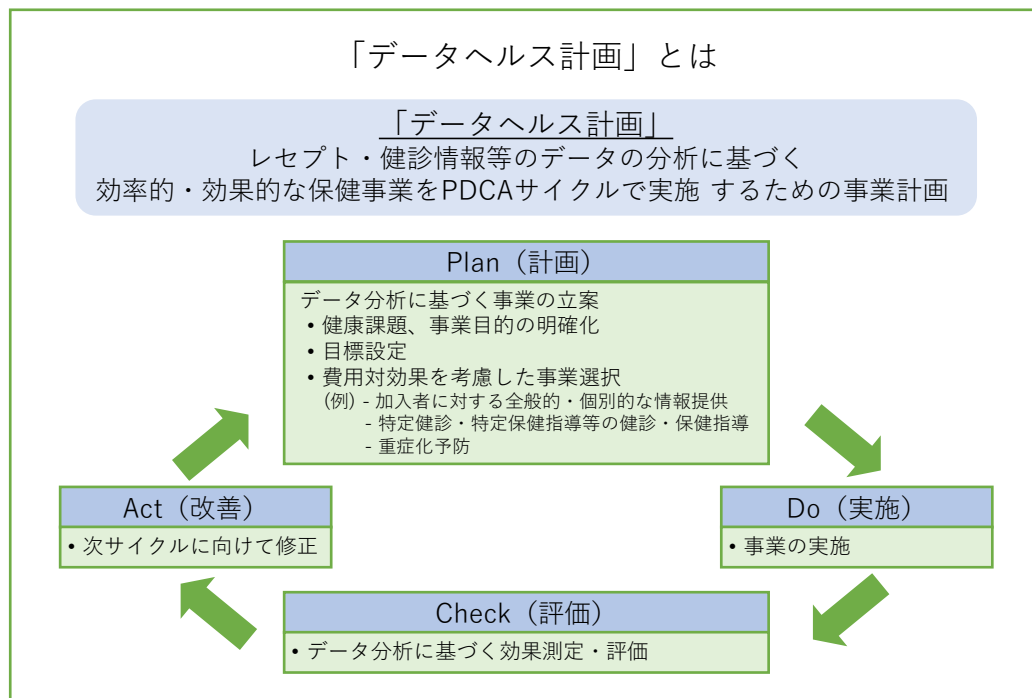 「データヘルス計画」とは
「データヘルス計画」
レセプト・健診情報等のデータの分析に基づく
効率的・効果的な保健事業をPDCAサイクルで実施 するための事業計画
Plan（計画）
データ分析に基づく事業の立案
• 健康課題、事業目的の明確化
• 目標設定
• 費用対効果を考慮した事業選択
(例) - 加入者に対する全般的・個別的な情報提供
- 特定健診・特定保健指導等の健診・保健指導
- 重症化予防
Do（実施）
• 事業の実施
Check（評価）
• データ分析に基づく効果測定・評価
Act（改善）
• 次サイクルに向けて修正